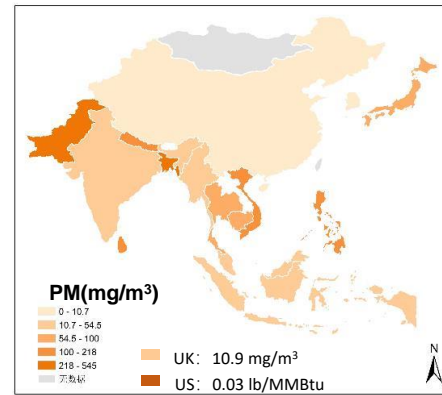 PM(mg/m³)
0 - 10.7
10.7 - 54.5
54.5 - 100
100 - 218
218 - 545
无数据
UK: 10.9 mg/m³
US: 0.03 lb/MMBtu
N